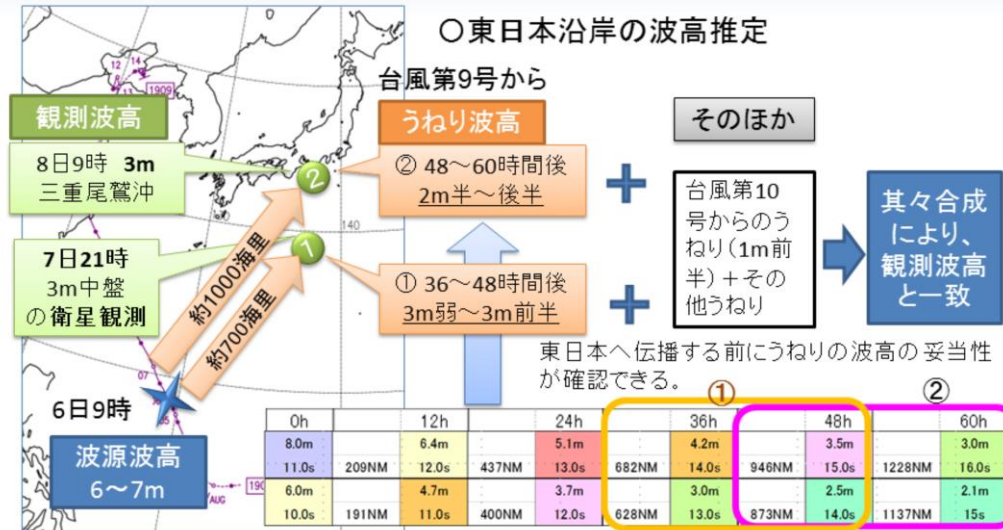 〇東日本沿岸の波高推定
台風第9号から
観測波高
8日9時 3m
三重尾鷲沖
7日21時
3m中盤
の衛星観測
12
14
13
1909
140
②
①
約1000海里
約700海里
07
05
6日9時
波源波高
6～7m
AUG
190
うねり波高
② 48～60時間後
2m半～後半
① 36～48時間後
3m弱～3m前半
そのほか
台風第10
号からのう
ねり(1m前
半)+その
他うねり
其々合成
により、
観測波高
と一致
東日本へ伝播する前にうねりの波高の妥当性
が確認できる。
① ②
0h 12h 24h 36h 48h 60h
8.0m 6.4m 5.1m 4.2m 3.5m 3.0m
11.0s 209NM 12.0s 437NM 13.0s 682NM 14.0s 946NM 15.0s 1228NM 16.0s
6.0m 4.7m 3.7m 3.0m 2.5m 2.1m
10.0s 191NM 11.0s 400NM 12.0s 628NM 13.0s 873NM 14.0s 1137NM 15s